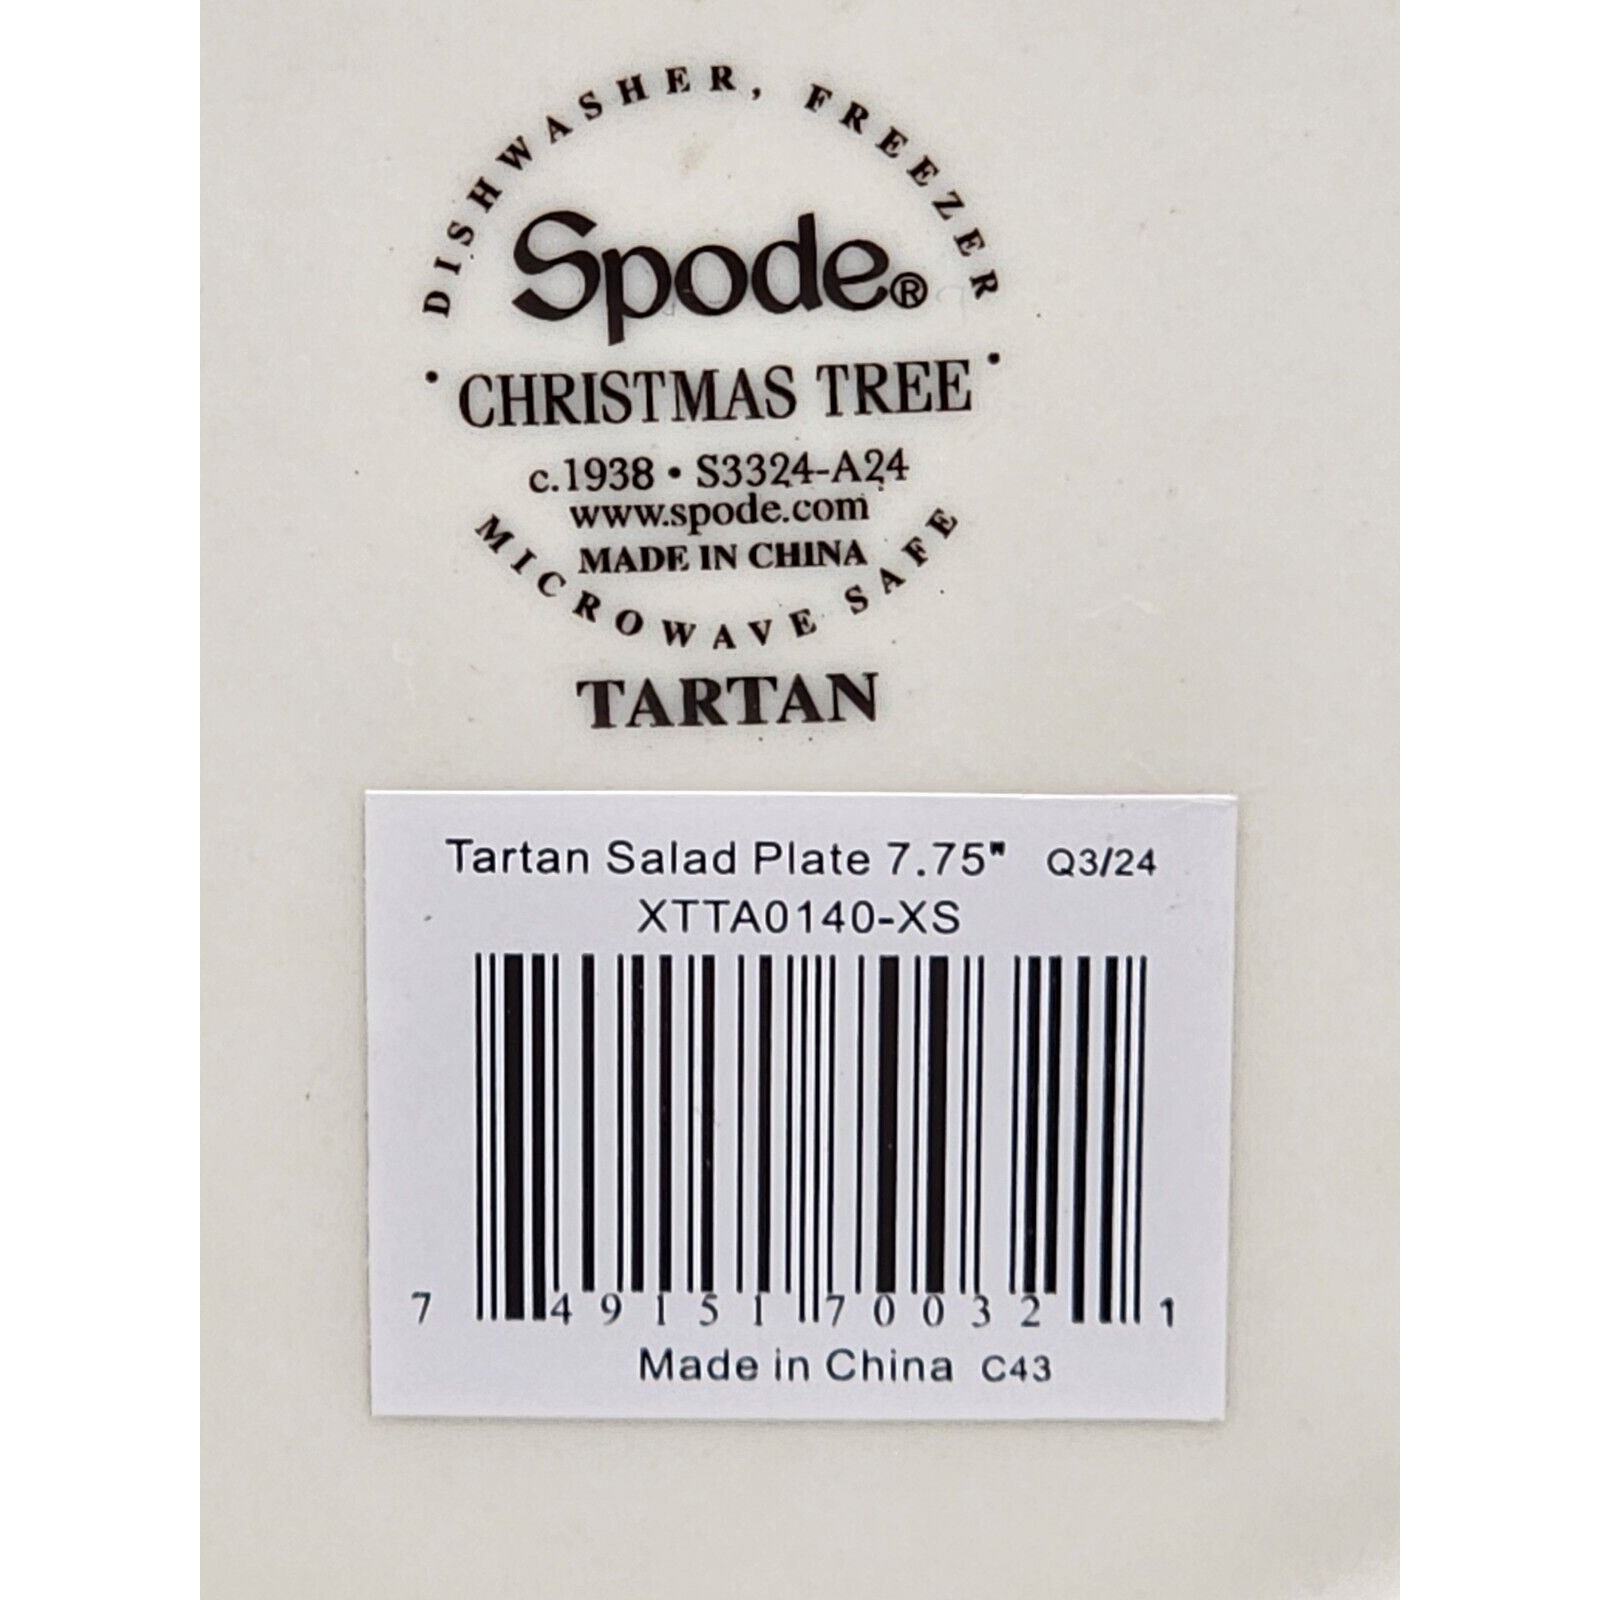 DISHWASHER, FREEZER
Spode®
• CHRISTMAS TREE •
c.1938 • S3324-A24
www.spode.com
MADE IN CHINA
MICROWAVE SAFE
TARTAN
Tartan Salad Plate 7.75" Q3/24
XTTA0140-XS
7 49151 70032 1
Made in China C43